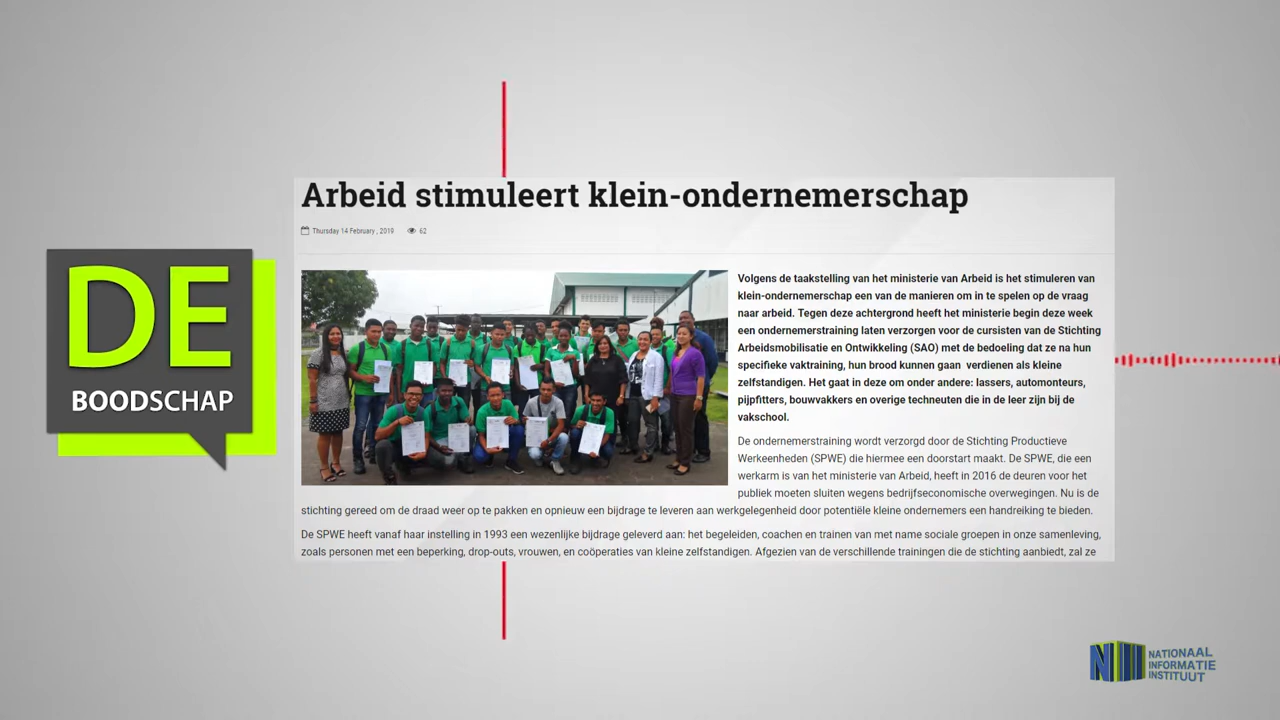 DE
BOODSCHAP
Arbeid stimuleert klein-ondernemerschap
Thursday 14 February , 2019 62
Volgens de taakstelling van het ministerie van Arbeid is het stimuleren van
klein-ondernemerschap een van de manieren om in te spelen op de vraag
naar arbeid. Tegen deze achtergrond heeft het ministerie begin deze week
een ondernemerstraining laten verzorgen voor de cursisten van de Stichting
Arbeidsmobilisatie en Ontwikkeling (SAO) met de bedoeling dat ze na hun
specifieke vaktraining, hun brood kunnen gaan verdienen als kleine
zelfstandigen. Het gaat in deze om onder andere: lassers, automonteurs,
pijpfitters, bouwvakkers en overige techneuten die in de leer zijn bij de
vakschool.
De ondernemerstraining wordt verzorgd door de Stichting Productieve
Werkeenheden (SPWE) die hiermee een doorstart maakt. De SPWE, die een
werkarm is van het ministerie van Arbeid, heeft in 2016 de deuren voor het
publiek moeten sluiten wegens bedrijfseconomische overwegingen. Nu is de
stichting gereed om de draad weer op te pakken en opnieuw een bijdrage te leveren aan werkgelegenheid door potentiële kleine ondernemers een handreiking te bieden.
De SPWE heeft vanaf haar instelling in 1993 een wezenlijke bijdrage geleverd aan: het begeleiden, coachen en trainen van met name sociale groepen in onze samenleving,
zoals personen met een beperking, drop-outs, vrouwen, en coöperaties van kleine zelfstandigen. Afgezien van de verschillende trainingen die de stichting aanbiedt, zal ze
NII
NATIONAAL
INFORMATIE
INSTITUUT